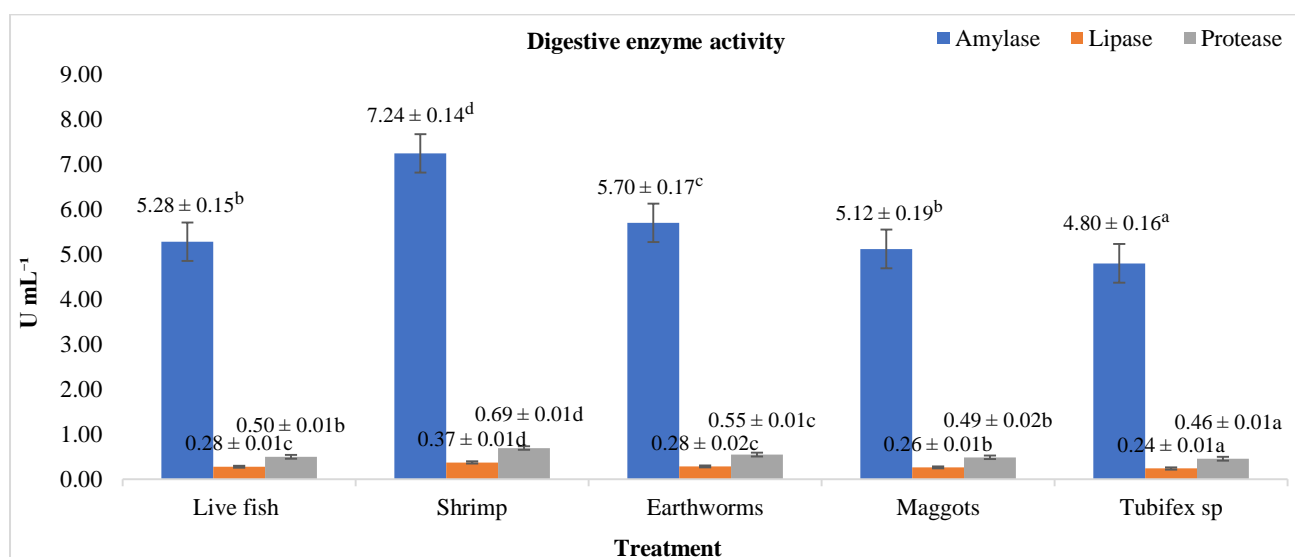 Digestive enzyme activity
Amylase Lipase Protease
9.00
8.00
7.00
6.00
5.00
4.00
3.00
2.00
1.00
0.00
U mL⁻¹
5.28 ± 0.15ᵇ
7.24 ± 0.14ᵈ
5.70 ± 0.17ᶜ
5.12 ± 0.19ᵇ
4.80 ± 0.16ᵃ
0.28 ± 0.01c
0.50 ± 0.01b
0.37 ± 0.01d
0.69 ± 0.01d
0.28 ± 0.02c
0.55 ± 0.01c
0.26 ± 0.01b
0.49 ± 0.02b
0.24 ± 0.01a
0.46 ± 0.01a
Live fish
Shrimp
Earthworms
Maggots
Tubifex sp
Treatment